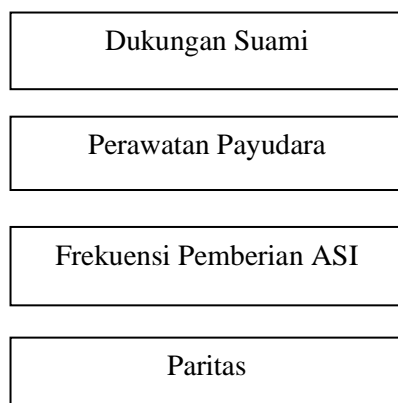 Dukungan Suami
Perawatan Payudara
Frekuensi Pemberian ASI
Paritas